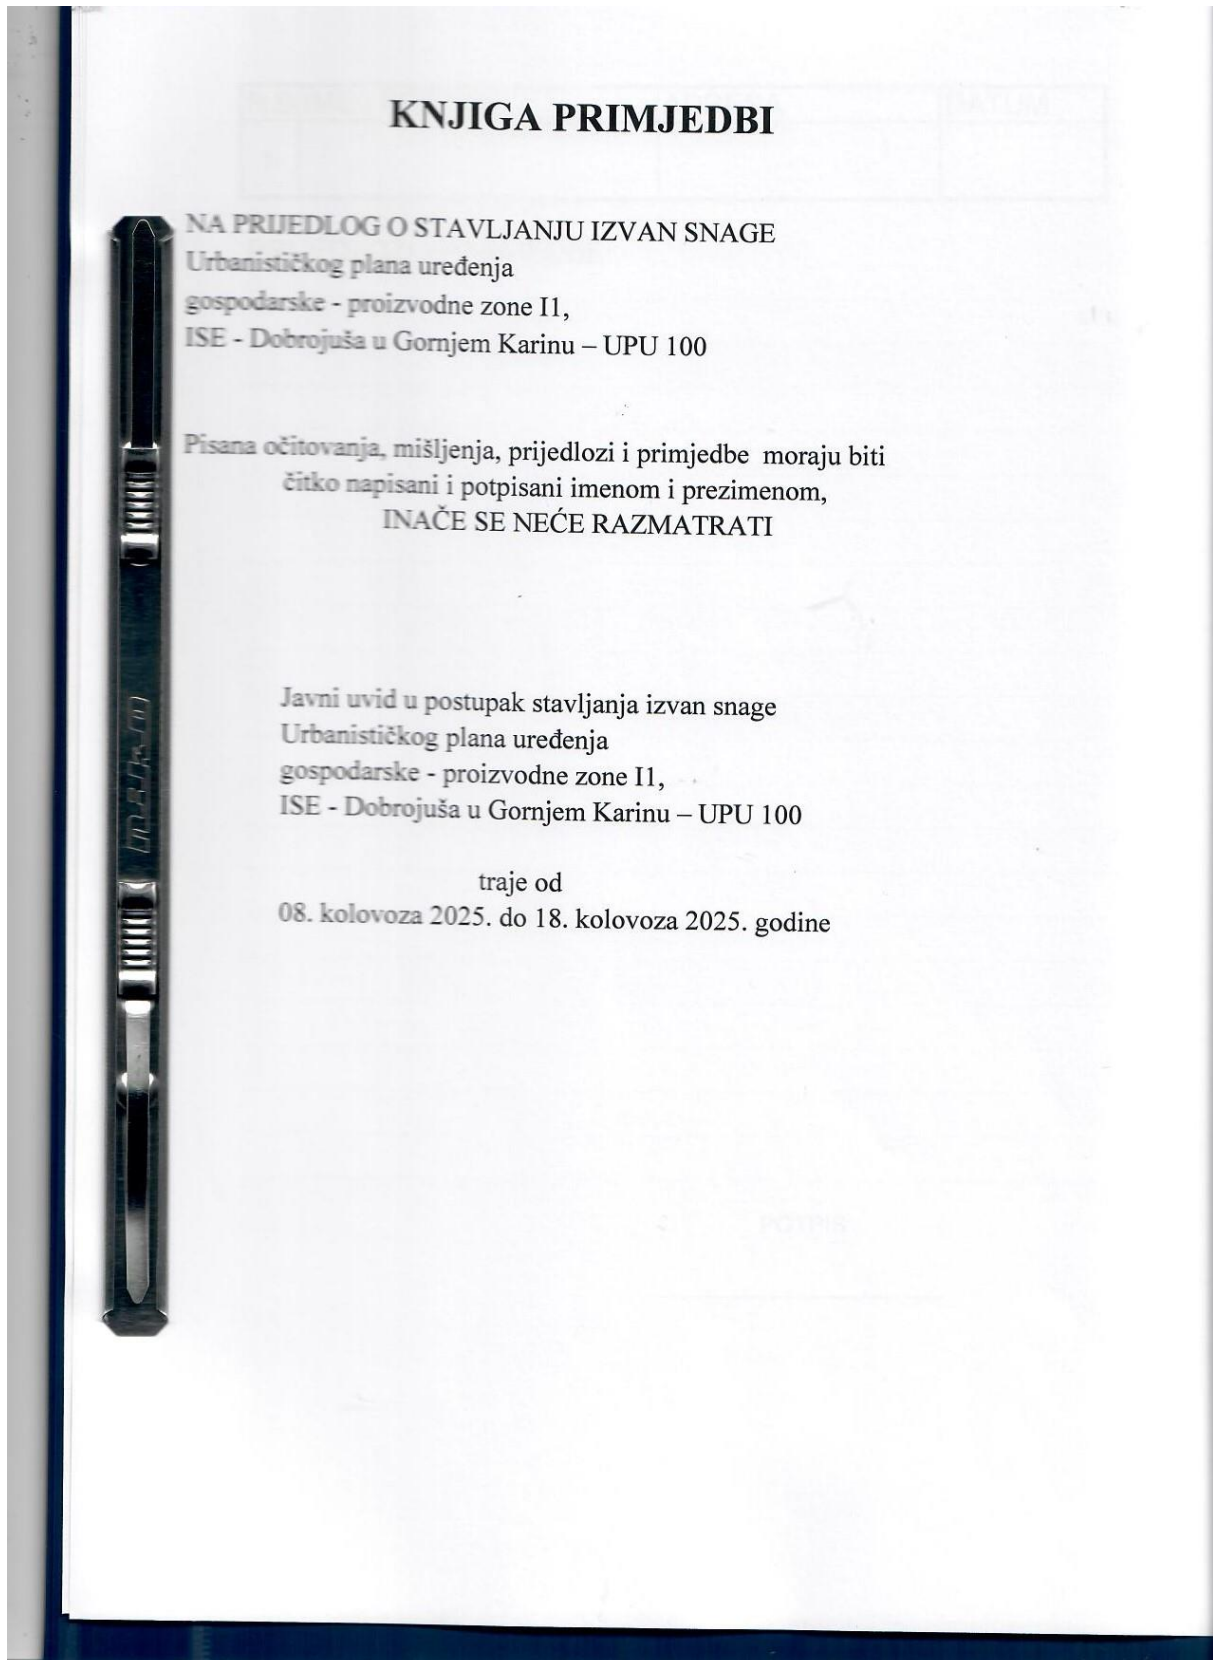 KNJIGA PRIMJEDBI
NA PRIJEDLOG O STAVLJANJU IZVAN SNAGE
Urbanističkog plana uređenja
gospodarske - proizvodne zone I1,
ISE - Dobrojuša u Gornjem Karinu – UPU 100
Pisana očitovanja, mišljenja, prijedlozi i primjedbe moraju biti
čitko napisani i potpisani imenom i prezimenom,
INAČE SE NEĆE RAZMATRATI
Javni uvid u postupak stavljanja izvan snage
Urbanističkog plana uređenja
gospodarske - proizvodne zone I1,
ISE - Dobrojuša u Gornjem Karinu – UPU 100
traje od
08. kolovoza 2025. do 18. kolovoza 2025. godine
POTPIS